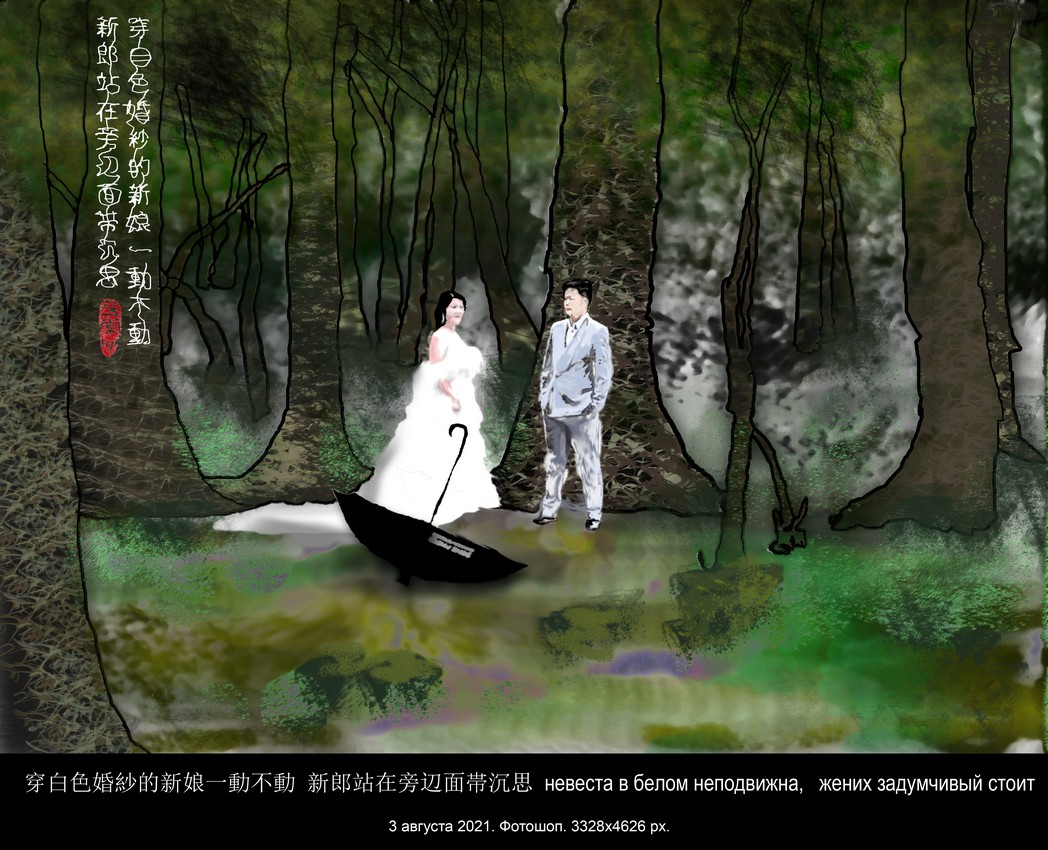 穿白色婚紗的新娘一動不動
新郎站在旁辺面带沉思
穿白色婚紗的新娘一動不動 新郎站在旁辺面带沉思 невеста в белом неподвижна, жених задумчивый стоит
3 августа 2021. Фотошоп. 3328x4626 px.